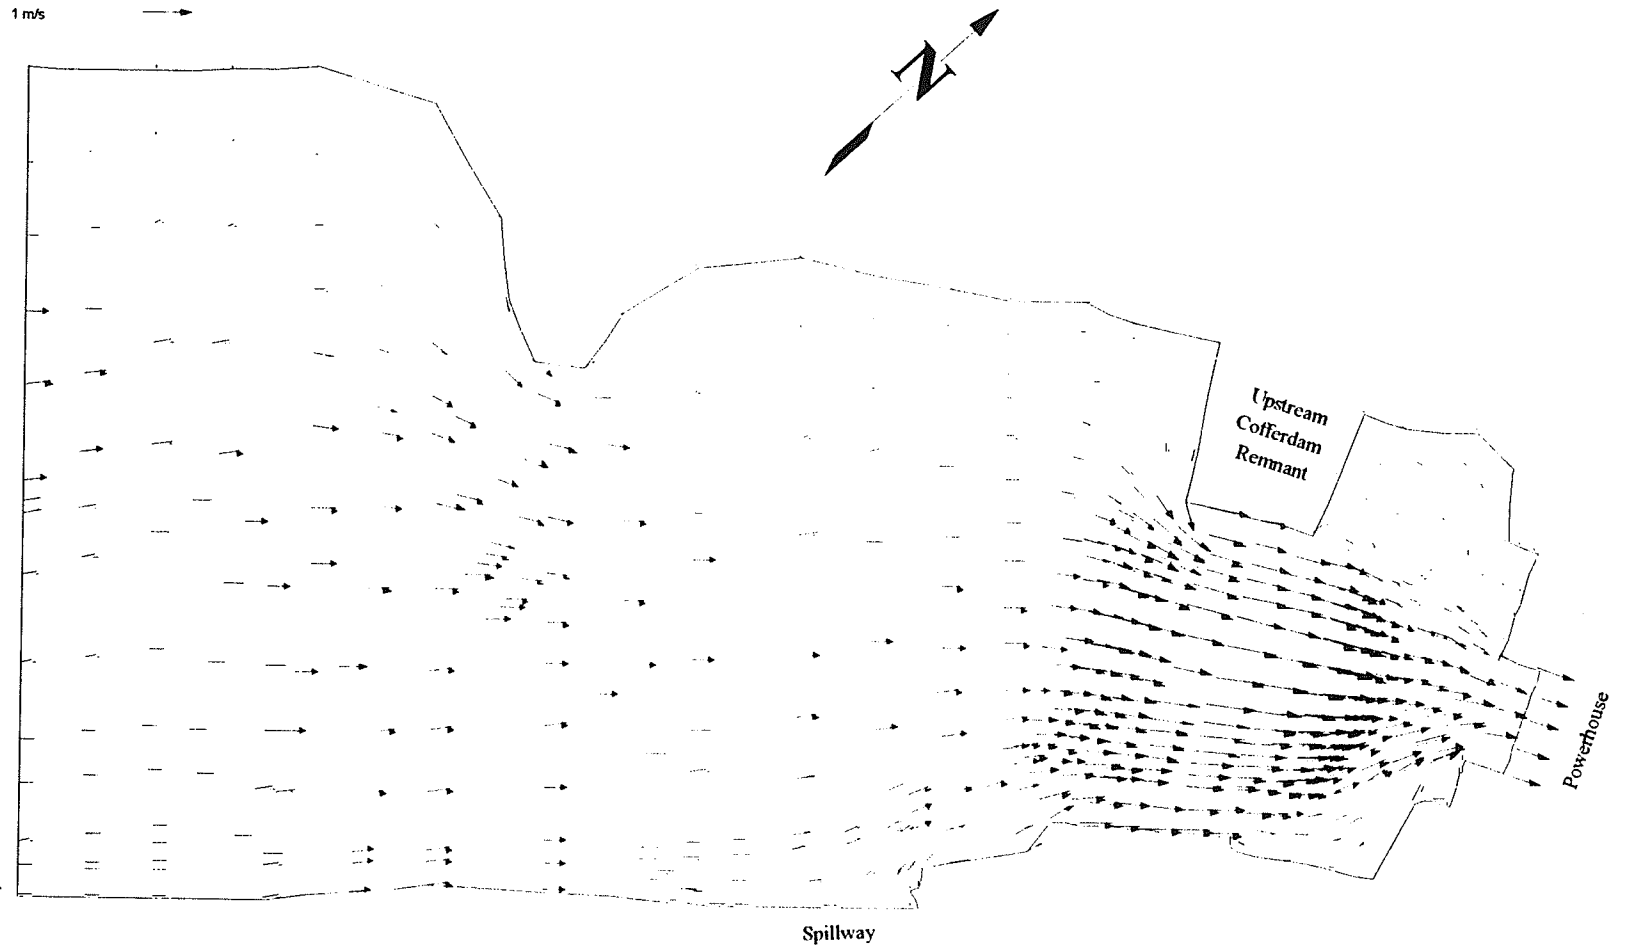 1 m/s
N
Upstream
Cofferdam
Remnant
Powerhouse
Spillway